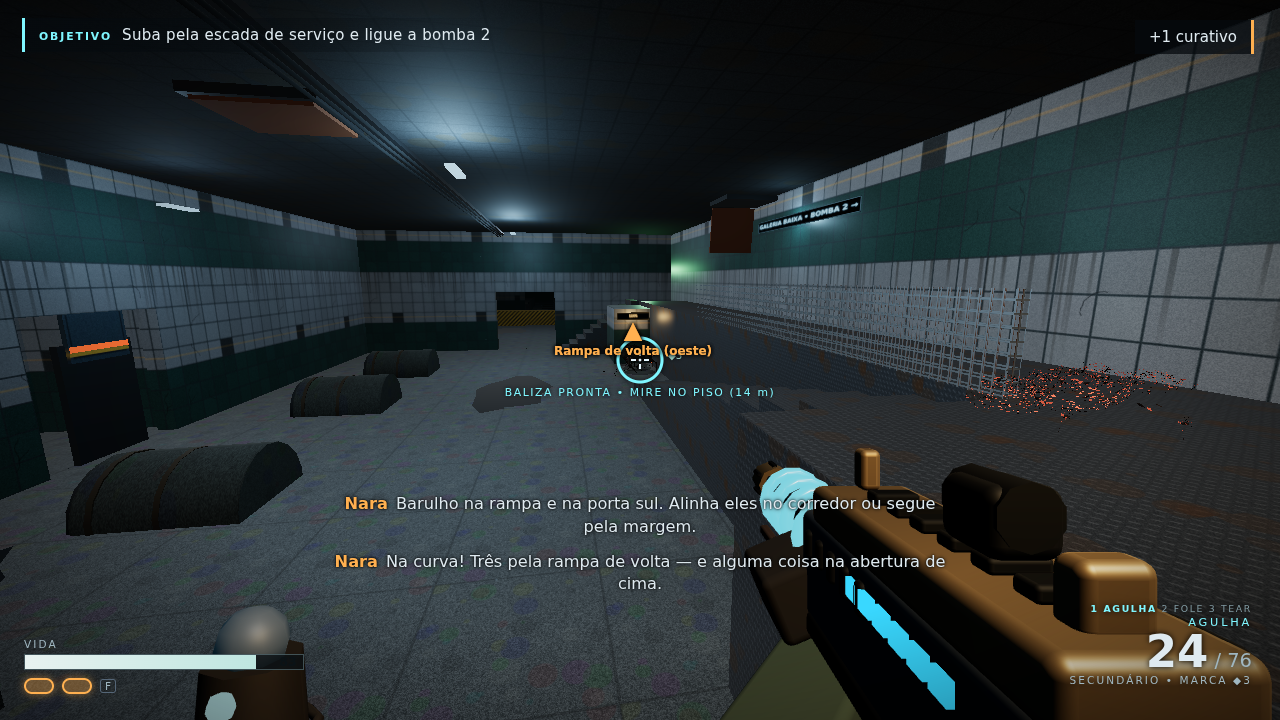 OBJETIVO Suba pela escada de serviço e ligue a bomba 2
+1 curativo
GALERIA BAIXA • BOMBA 2 →
Rampa de volta (oeste)
BALIZA PRONTA • MIRE NO PISO (14 m)
Nara Barulho na rampa e na porta sul. Alinha eles no corredor ou segue
pela margem.
Nara Na curva! Três pela rampa de volta — e alguma coisa na abertura de
cima.
1 AGULHA 2 FOLE 3 TEAR
AGULHA
24 / 76
SECUNDÁRIO • MARCA ◆3
VIDA
F